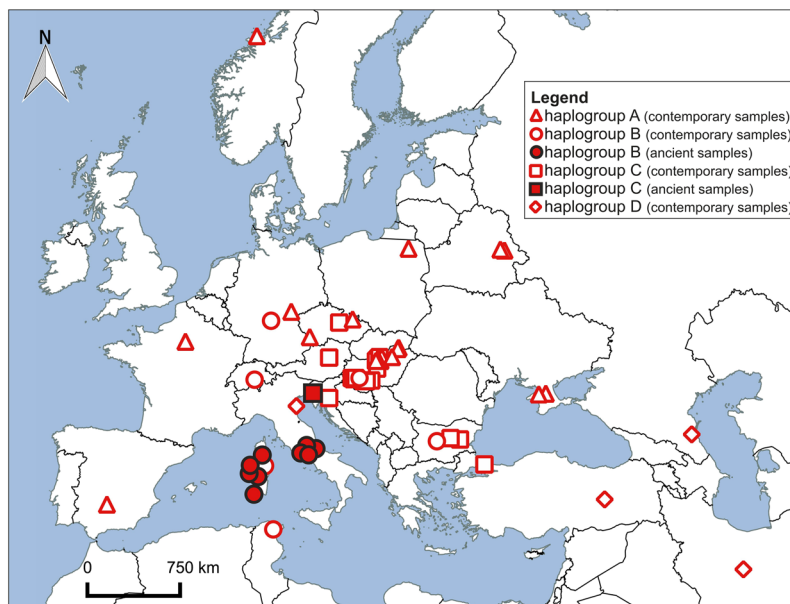 N
Legend
haplogroup A (contemporary samples)
haplogroup B (contemporary samples)
haplogroup B (ancient samples)
haplogroup C (contemporary samples)
haplogroup C (ancient samples)
haplogroup D (contemporary samples)
0 750 km